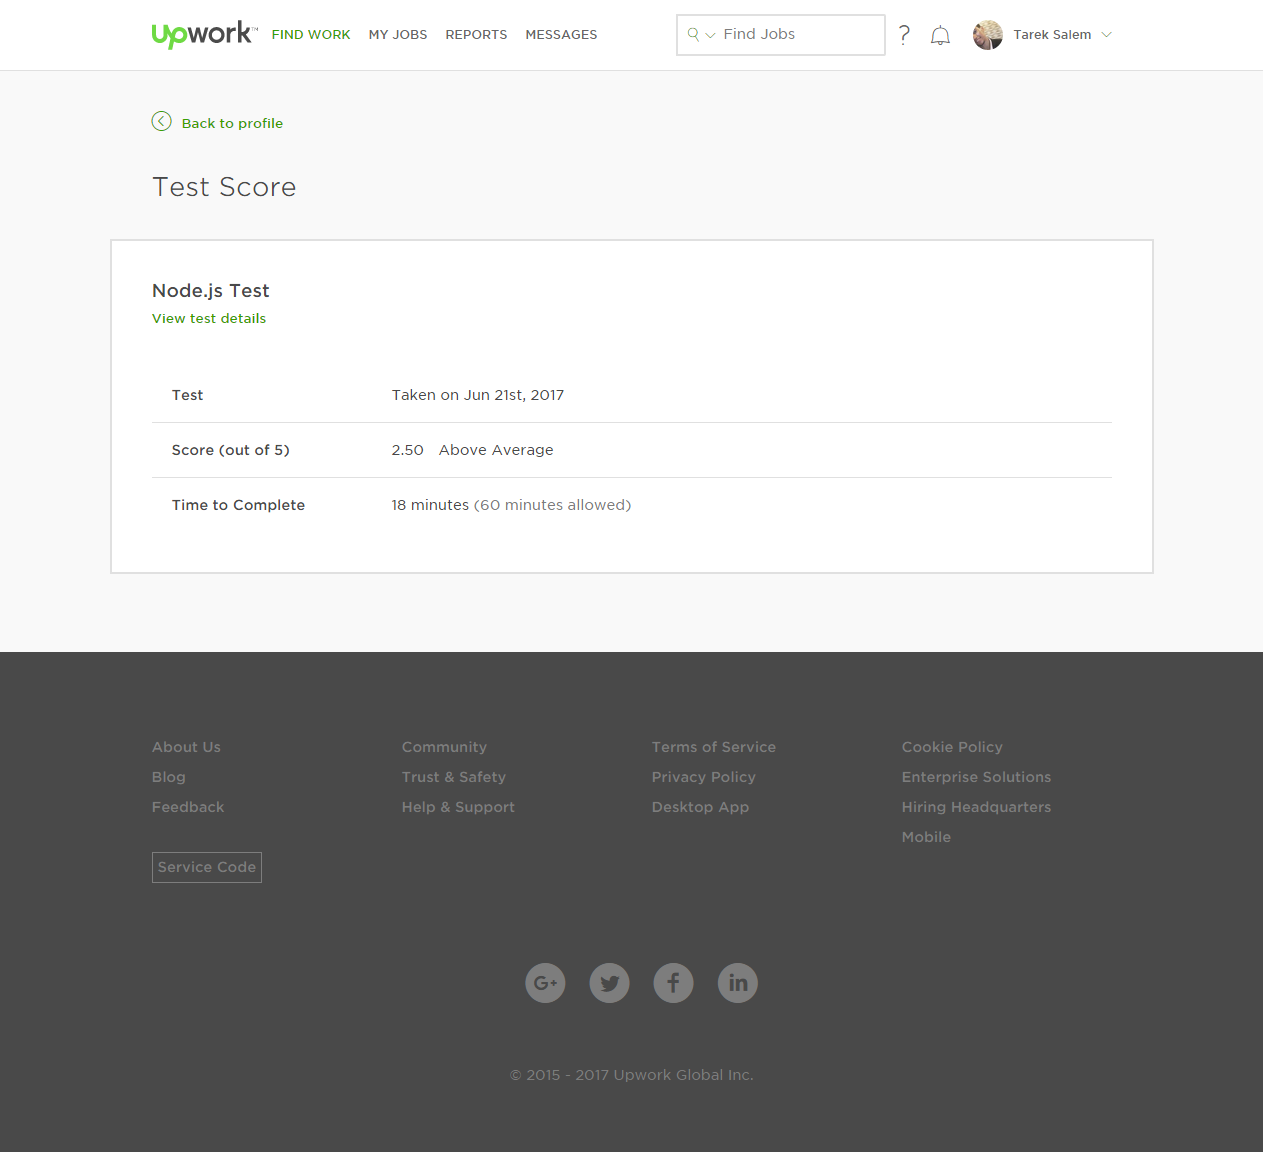 Upwork™ FIND WORK MY JOBS REPORTS MESSAGES Find Jobs ? Tarek Salem
Back to profile
Test Score
Node.js Test
View test details
Test Taken on Jun 21st, 2017
Score (out of 5) 2.50 Above Average
Time to Complete 18 minutes (60 minutes allowed)
About Us Community Terms of Service Cookie Policy
Blog Trust & Safety Privacy Policy Enterprise Solutions
Feedback Help & Support Desktop App Hiring Headquarters
Mobile
Service Code
G+ f in
© 2015 - 2017 Upwork Global Inc.